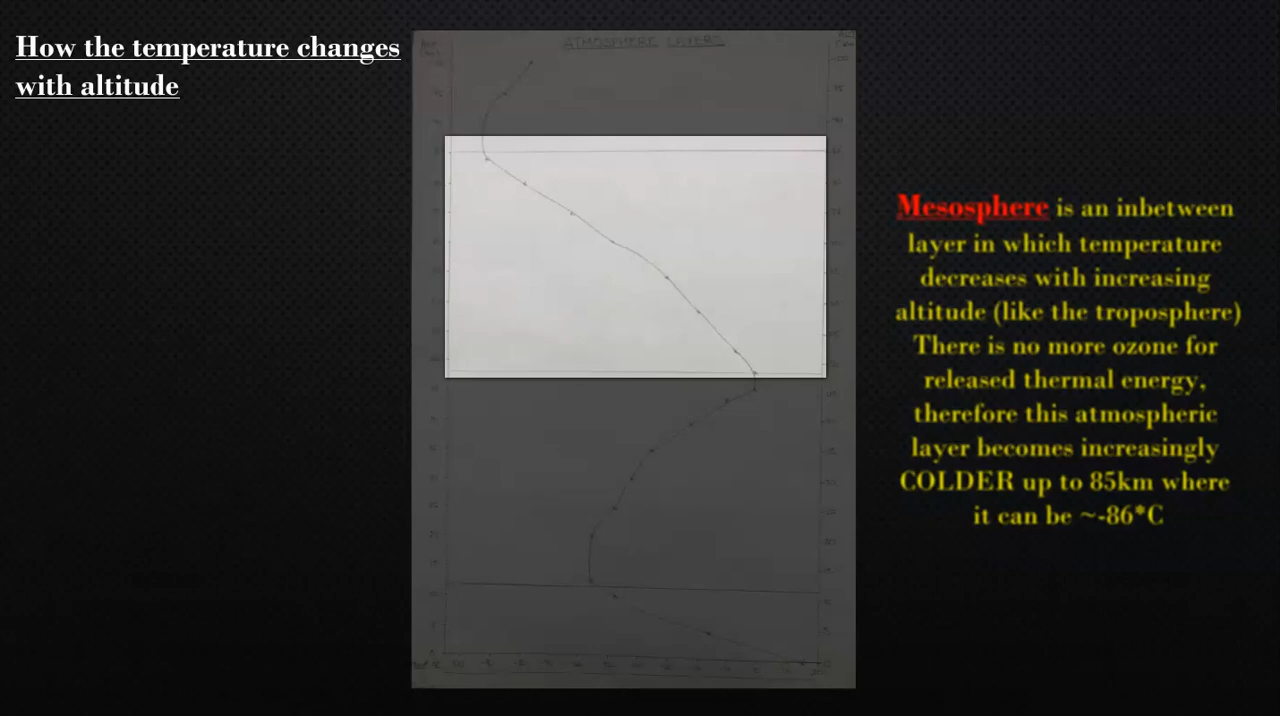 How the temperature changes
with altitude
ATMOSPHERE LAYERS
Mesosphere is an inbetween
layer in which temperature
decreases with increasing
altitude (like the troposphere)
There is no more ozone for
released thermal energy,
therefore this atmospheric
layer becomes increasingly
COLDER up to 85km where
it can be ~-86*C